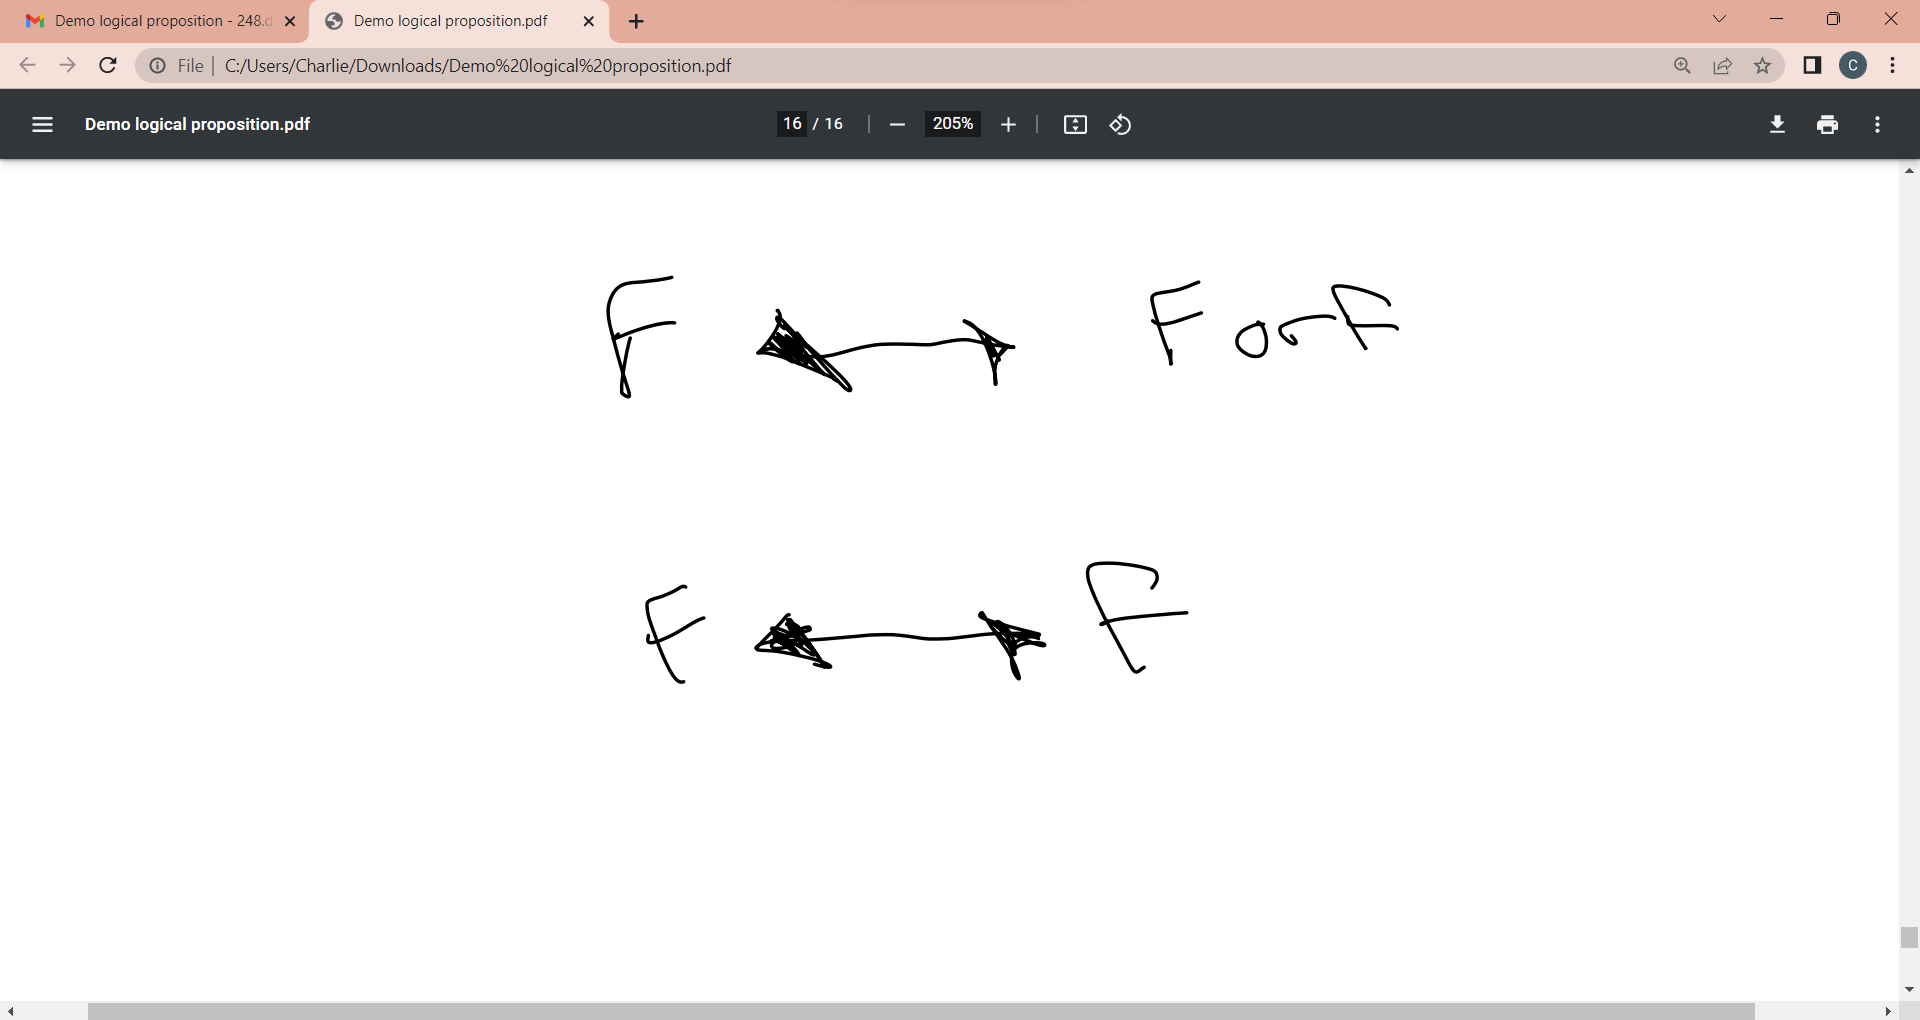 Demo logical proposition - 248.d
Demo logical proposition.pdf
File | C:/Users/Charlie/Downloads/Demo%20logical%20proposition.pdf
C
Demo logical proposition.pdf
16 / 16
205%
F ↔ F or F
F ↔ F